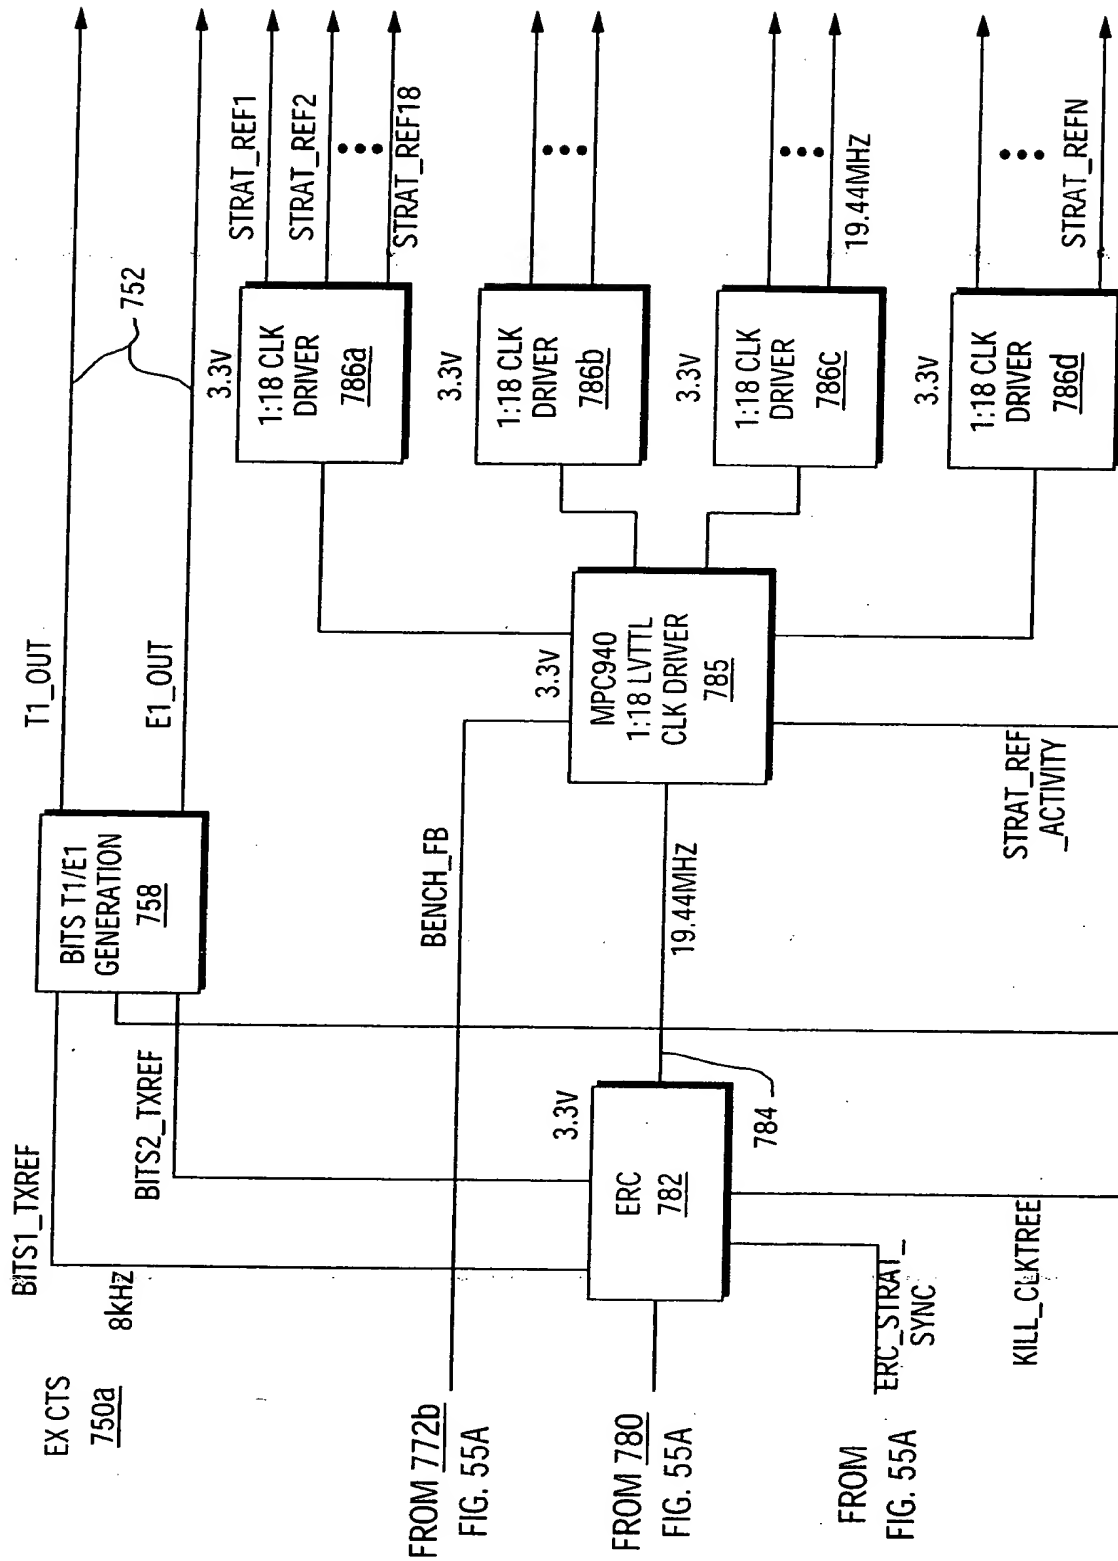 EX CTS
750a
BITS1_TXREF
8kHz
BITS2_TXREF
BITS T1/E1
GENERATION
758
T1_OUT
E1_OUT
752
FROM 772b
FIG. 55A
BENCH_FB
FROM 780
FIG. 55A
3.3V
ERC
782
784
19.44MHZ
FROM
FIG. 55A
ERC_STRAT_
SYNC
KILL_CLKTREE
3.3V
MPC940
1:18 LVTTL
CLK DRIVER
785
STRAT_REF
_ACTIVITY
3.3V
1:18 CLK
DRIVER
786a
STRAT_REF1
STRAT_REF2
STRAT_REF18
3.3V
1:18 CLK
DRIVER
786b
3.3V
1:18 CLK
DRIVER
786c
19.44MHZ
3.3V
1:18 CLK
DRIVER
786d
STRAT_REFN